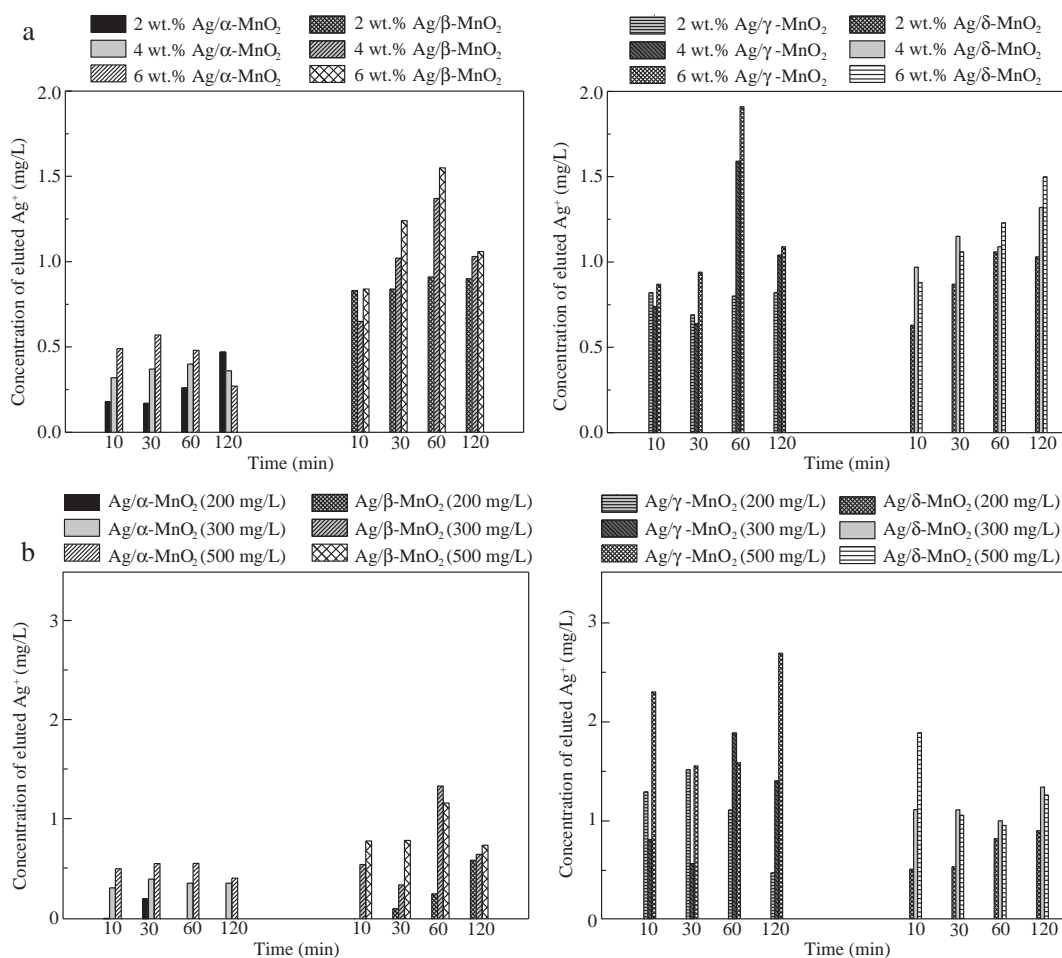 a
2 wt.% Ag/α-MnO₂
4 wt.% Ag/α-MnO₂
6 wt.% Ag/α-MnO₂
2 wt.% Ag/β-MnO₂
4 wt.% Ag/β-MnO₂
6 wt.% Ag/β-MnO₂
Concentration of eluted Ag⁺ (mg/L)
2.0
1.5
1.0
0.5
0.0
10 30 60 120 10 30 60 120
Time (min)
2 wt.% Ag/γ -MnO₂
4 wt.% Ag/γ -MnO₂
6 wt.% Ag/γ -MnO₂
2 wt.% Ag/δ-MnO₂
4 wt.% Ag/δ-MnO₂
6 wt.% Ag/δ-MnO₂
Concentration of eluted Ag⁺ (mg/L)
2.0
1.5
1.0
0.5
0.0
10 30 60 120 10 30 60 120
Time (min)
b
Ag/α-MnO₂ (200 mg/L)
Ag/α-MnO₂ (300 mg/L)
Ag/α-MnO₂ (500 mg/L)
Ag/β-MnO₂ (200 mg/L)
Ag/β-MnO₂ (300 mg/L)
Ag/β-MnO₂ (500 mg/L)
Concentration of eluted Ag⁺ (mg/L)
3
2
1
0
10 30 60 120 10 30 60 120
Time (min)
Ag/γ -MnO₂ (200 mg/L)
Ag/γ -MnO₂ (300 mg/L)
Ag/γ -MnO₂ (500 mg/L)
Ag/δ-MnO₂ (200 mg/L)
Ag/δ-MnO₂ (300 mg/L)
Ag/δ-MnO₂ (500 mg/L)
Concentration of eluted Ag⁺ (mg/L)
3
2
1
0
10 30 60 120 10 30 60 120
Time (min)